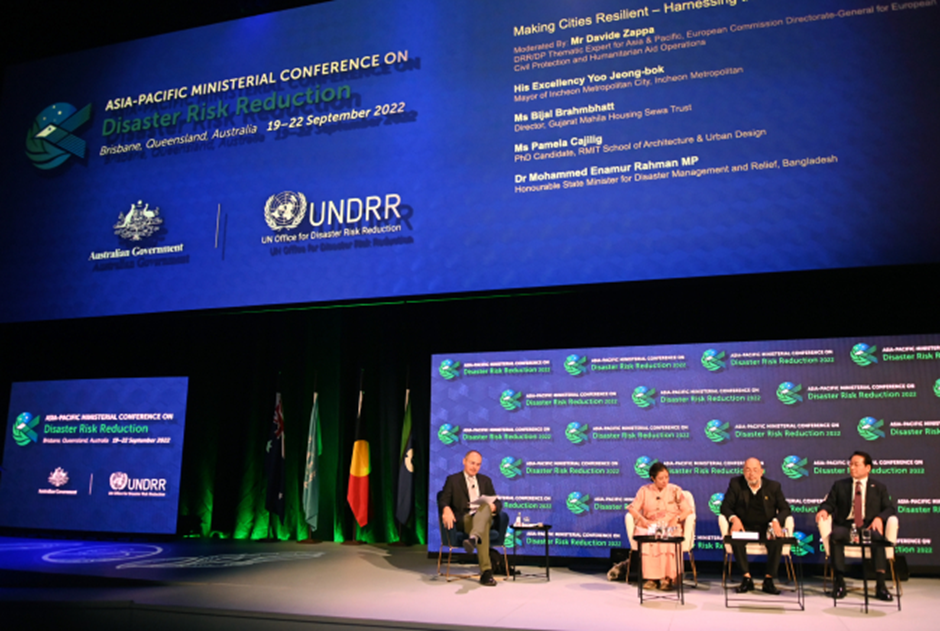 ASIA-PACIFIC MINISTERIAL CONFERENCE ON
Disaster Risk Reduction
Brisbane, Queensland, Australia 19–22 September 2022
Australian Government
UNDRR
UN Office for Disaster Risk Reduction
Making Cities Resilient – Harnessing
Moderated By: Mr Davide Zappa
DRR/DP Thematic Expert for Asia & Pacific, European Commission Directorate-General for European
Civil Protection and Humanitarian Aid Operations
His Excellency Yoo Jeong-bok
Mayor of Incheon Metropolitan City, Incheon Metropolitan
Ms Bijal Brahmbhatt
Director, Gujarat Mahila Housing Sewa Trust
Ms Pamela Cajilig
PhD Candidate, RMIT School of Architecture & Urban Design
Dr Mohammed Enamur Rahman MP
Honourable State Minister for Disaster Management and Relief, Bangladesh
ASIA-PACIFIC MINISTERIAL CONFERENCE ON
Disaster Risk Reduction
Brisbane, Queensland, Australia 19–22 September 2022
Australian Government
UNDRR
UN Office for Disaster Risk Reduction
ASIA-PACIFIC MINISTERIAL CONFERENCE ON
Disaster Risk Reduction 2022